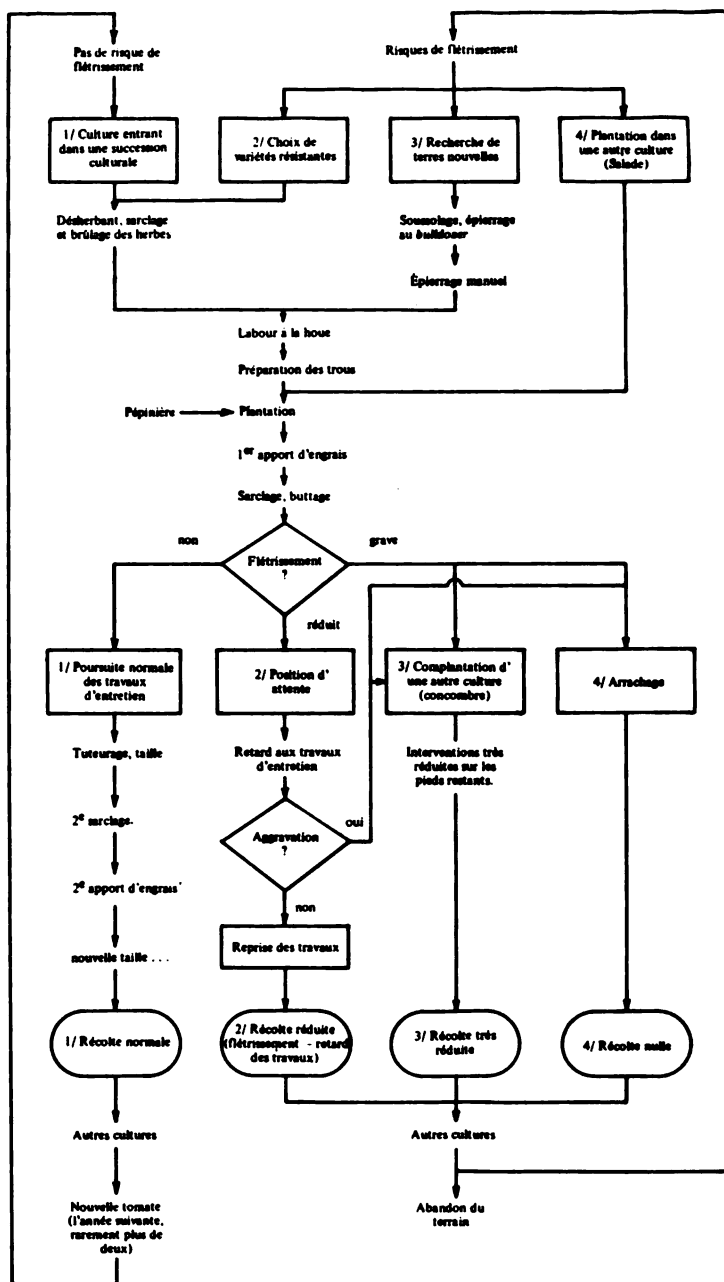 Pas de risque de
flétrissement
Risques de flétrissement
1/ Culture entrant
dans une succession
culturale
2/ Choix de
variétés résistantes
3/ Recherche de
terres nouvelles
4/ Plantation dans
une autre culture
(Salade)
Désherbant, sarclage
et brûlage des herbes
Soussolage, épierrage
au bulldozer
Épierrage manuel
Labour à la houe
Préparation des trous
Pépinière
Plantation
1er apport d'engrais
Sarclage, buttage
non
Flétrissement
?
grave
réduit
1/ Poursuite normale
des travaux
d'entretien
2/ Position d'
attente
3/ Complantation d'
une autre culture
(concombre)
4/ Arrachage
Tuteurage, taille
Retard aux travaux
d'entretien
Interventions très
réduites sur les
pieds restants.
2e sarclage.
Aggravation
?
oui
2e apport d'engrais'
non
nouvelle taille . . .
Reprise des travaux
1/ Récolte normale
2/ Récolte réduite
(flétrissement - retard
des travaux)
3/ Récolte très
réduite
4/ Récolte nulle
Autres cultures
Autres cultures
Nouvelle tomate
(l'année suivante,
rarement plus de
deux)
Abandon du
terrain